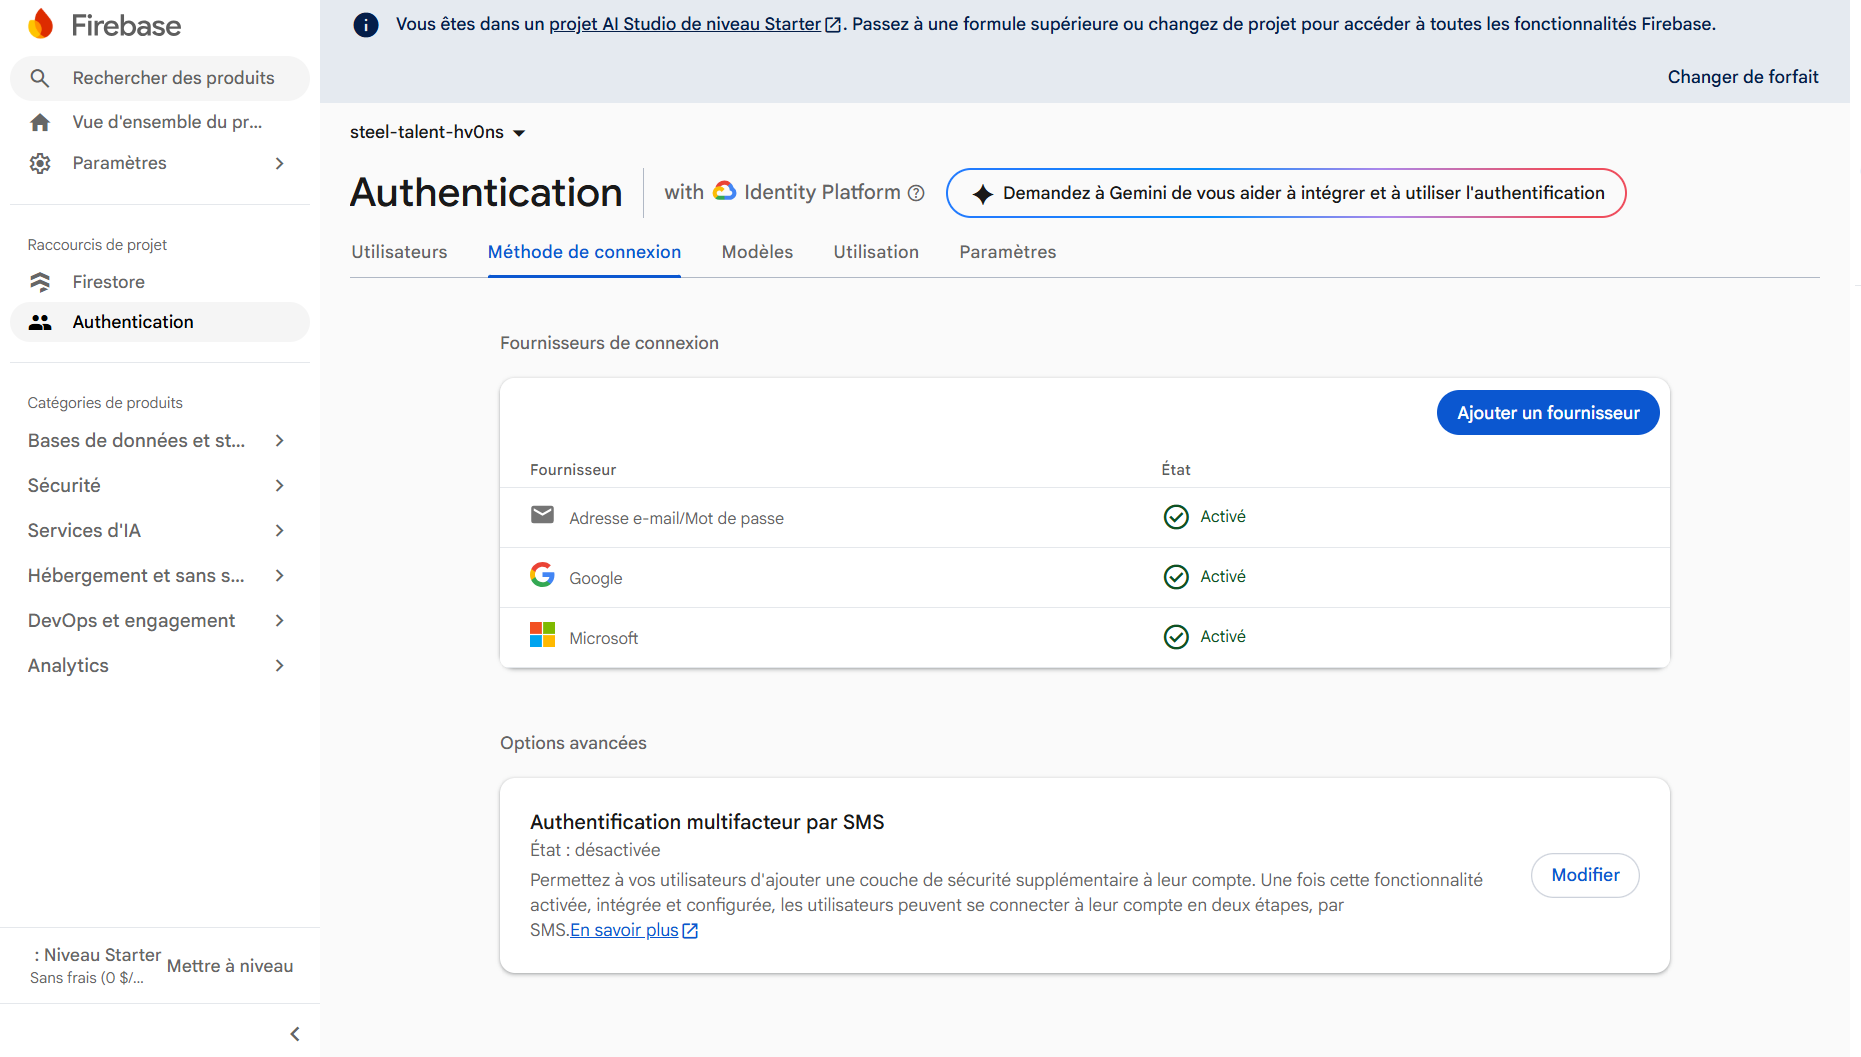 Firebase
Rechercher des produits
Vue d'ensemble du pr...
Paramètres
Raccourcis de projet
Firestore
Authentication
Catégories de produits
Bases de données et st...
Sécurité
Services d'IA
Hébergement et sans s...
DevOps et engagement
Analytics
: Niveau Starter
Sans frais (0 $/...
Mettre à niveau
Vous êtes dans un projet AI Studio de niveau Starter. Passez à une formule supérieure ou changez de projet pour accéder à toutes les fonctionnalités Firebase.
Changer de forfait
steel-talent-hv0ns
Authentication with Identity Platform
Demandez à Gemini de vous aider à intégrer et à utiliser l'authentification
Utilisateurs Méthode de connexion Modèles Utilisation Paramètres
Fournisseurs de connexion
Ajouter un fournisseur
Fournisseur État
Adresse e-mail/Mot de passe Activé
Google Activé
Microsoft Activé
Options avancées
Authentification multifacteur par SMS
État : désactivée
Permettez à vos utilisateurs d'ajouter une couche de sécurité supplémentaire à leur compte. Une fois cette fonctionnalité
activée, intégrée et configurée, les utilisateurs peuvent se connecter à leur compte en deux étapes, par
SMS.En savoir plus
Modifier